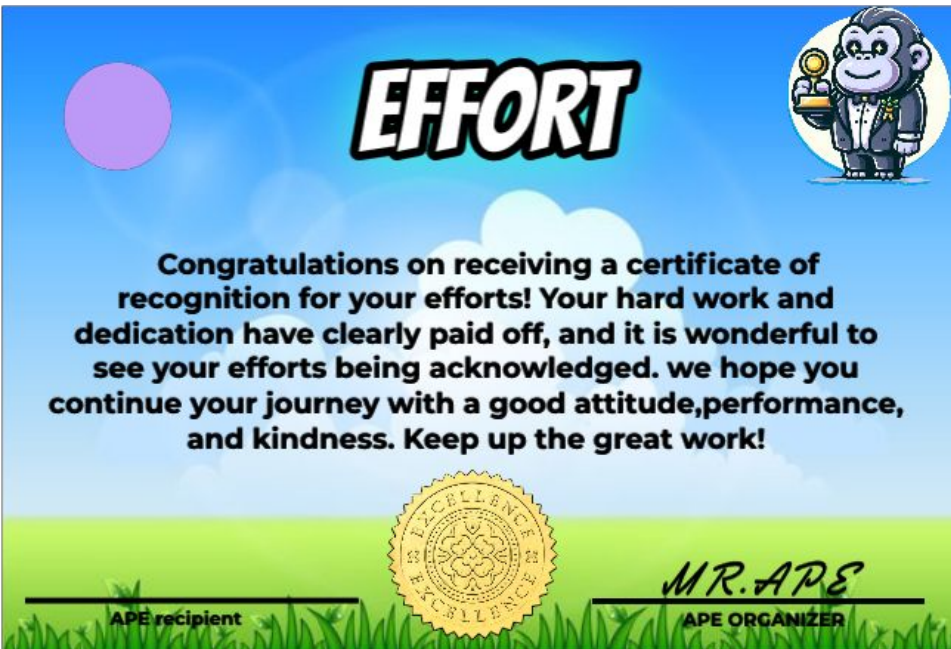 EFFORT
Congratulations on receiving a certificate of
recognition for your efforts! Your hard work and
dedication have clearly paid off, and it is wonderful to
see your efforts being acknowledged. we hope you
continue your journey with a good attitude,performance,
and kindness. Keep up the great work!
EXCELLENCE
EXCELLENCE
MR.APE
APE recipient
APE ORGANIZER